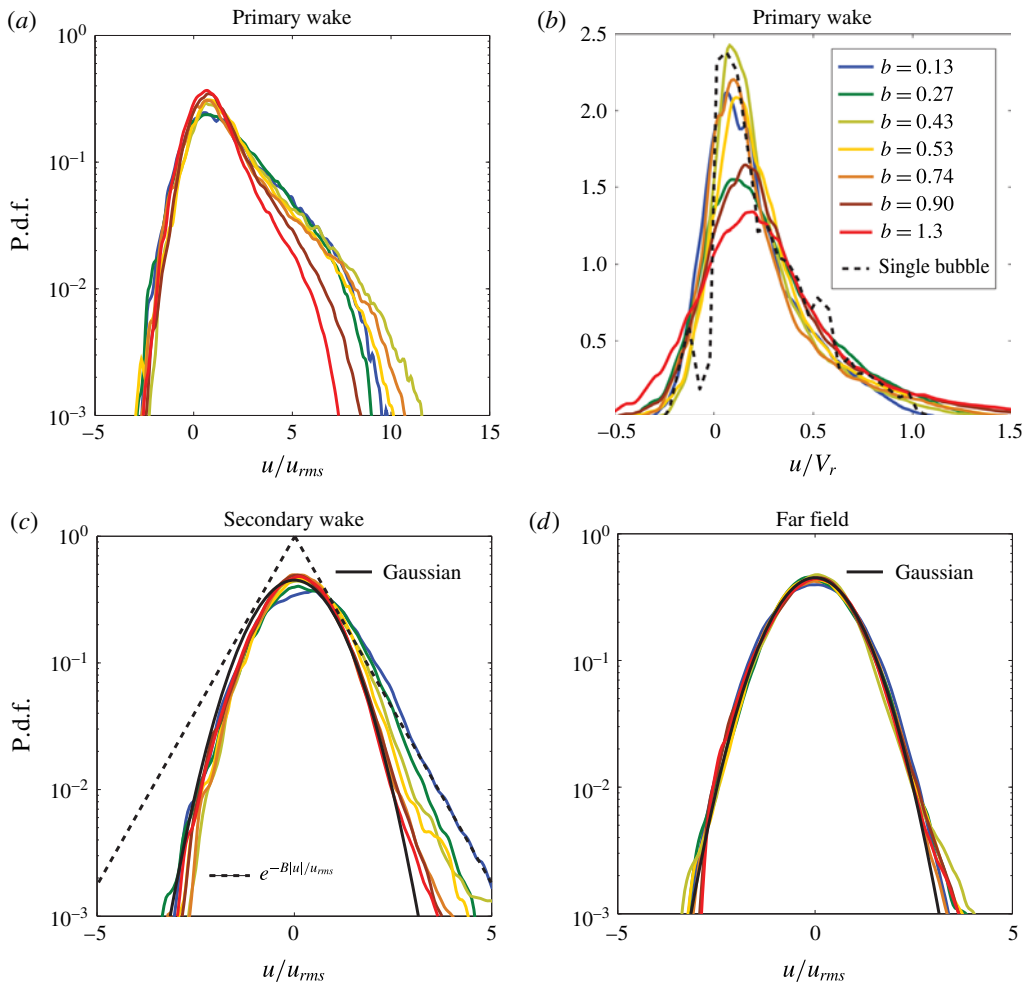 (a)
Primary wake
P.d.f.
10^0
10^-1
10^-2
10^-3
−5
0
5
10
15
u/u_rms
(b)
Primary wake
2.5
2.0
1.5
1.0
0.5
−0.5
0
0.5
1.0
1.5
u/V_r
b = 0.13
b = 0.27
b = 0.43
b = 0.53
b = 0.74
b = 0.90
b = 1.3
Single bubble
(c)
Secondary wake
P.d.f.
10^0
10^-1
10^-2
10^-3
−5
0
5
u/u_rms
Gaussian
e^−B|u|/u_rms
(d)
Far field
10^0
10^-1
10^-2
10^-3
−5
0
5
u/u_rms
Gaussian